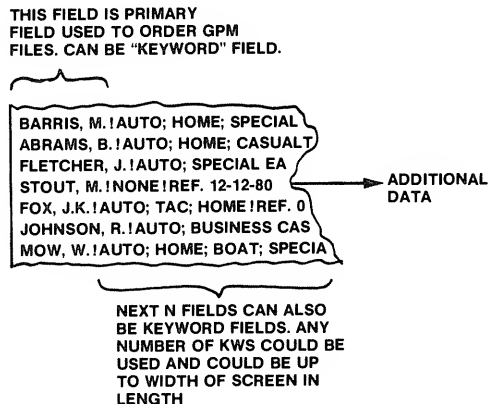 THIS FIELD IS PRIMARY
FIELD USED TO ORDER GPM
FILES. CAN BE "KEYWORD" FIELD.
BARRIS, M.!AUTO; HOME; SPECIAL
ABRAMS, B.!AUTO; HOME; CASUALT
FLETCHER, J.!AUTO; SPECIAL EA
STOUT, M.!NONE!REF. 12-12-80
ADDITIONAL
DATA
FOX, J.K.!AUTO; TAC; HOME!REF. 0
JOHNSON, R.!AUTO; BUSINESS CAS
MOW, W.!AUTO; HOME; BOAT; SPECIA
NEXT N FIELDS CAN ALSO
BE KEYWORD FIELDS. ANY
NUMBER OF KWS COULD BE
USED AND COULD BE UP
TO WIDTH OF SCREEN IN
LENGTH